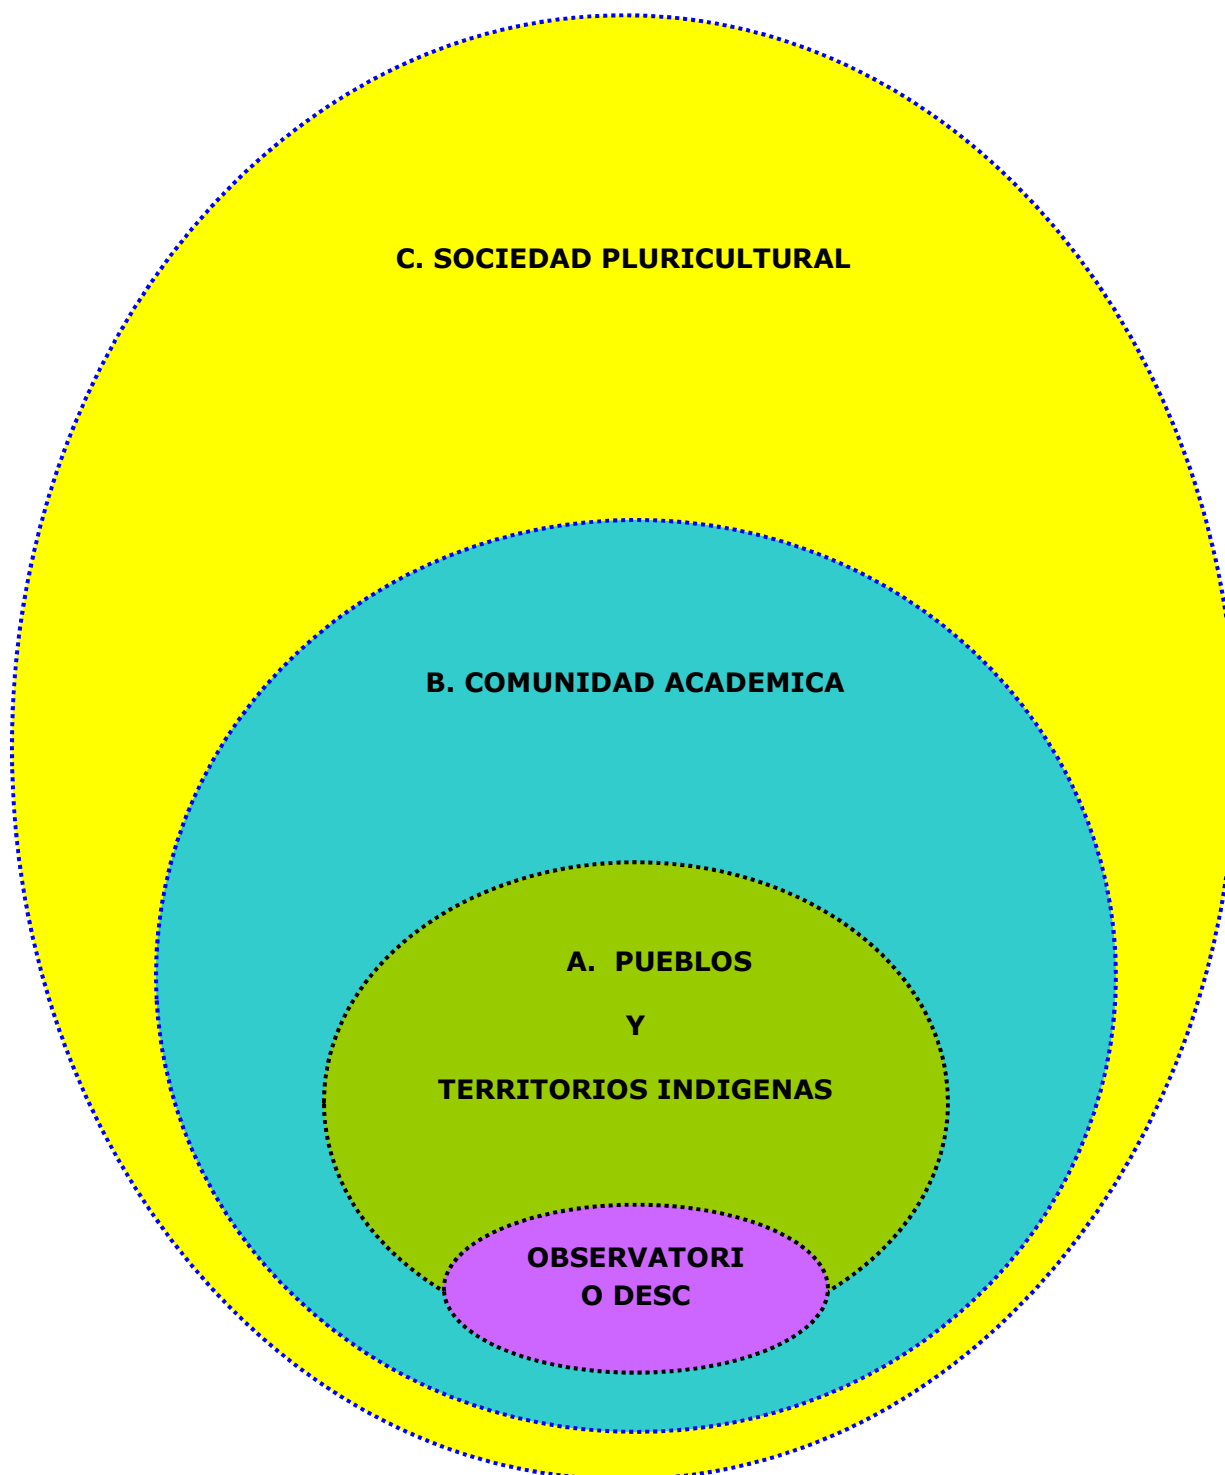 C. SOCIEDAD PLURICULTURAL
B. COMUNIDAD ACADEMICA
A. PUEBLOS
Y
TERRITORIOS INDIGENAS
OBSERVATORI
O DESC